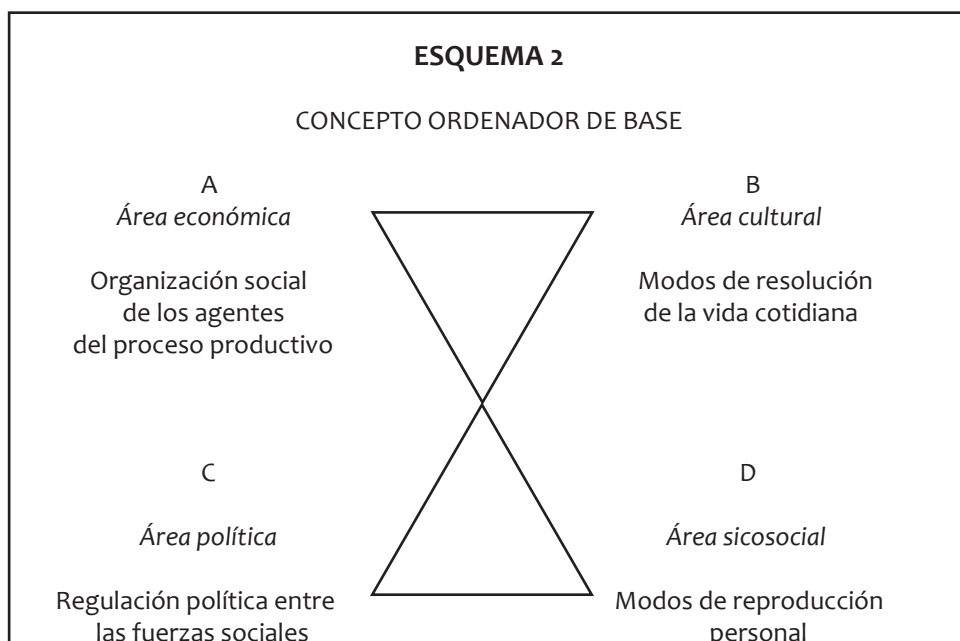 ESQUEMA 2
CONCEPTO ORDENADOR DE BASE
A
Área económica
Organización social
de los agentes
del proceso productivo
B
Área cultural
Modos de resolución
de la vida cotidiana
C
Área política
Regulación política entre
las fuerzas sociales
D
Área sicosocial
Modos de reproducción
personal